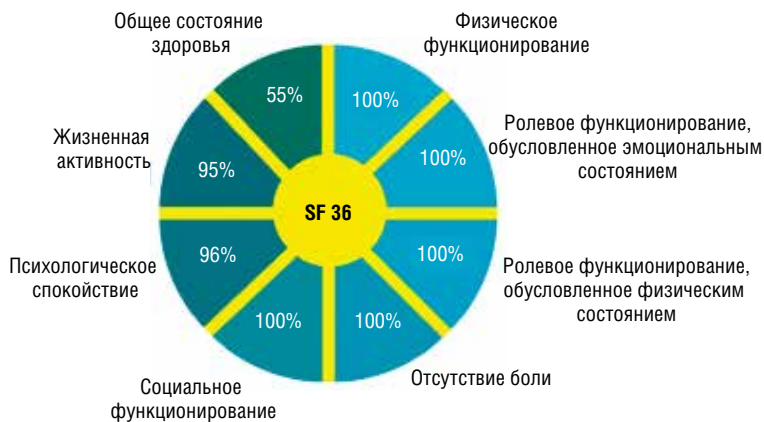 Общее состояние
здоровья
Физическое
функционирование
55%
100%
Жизненная
активность
Ролевое функционирование,
обусловленное эмоциональным
состоянием
95%
100%
SF 36
Психологическое
спокойствие
96%
100%
Ролевое функционирование,
обусловленное физическим
состоянием
100%
100%
Социальное
функционирование
Отсутствие боли